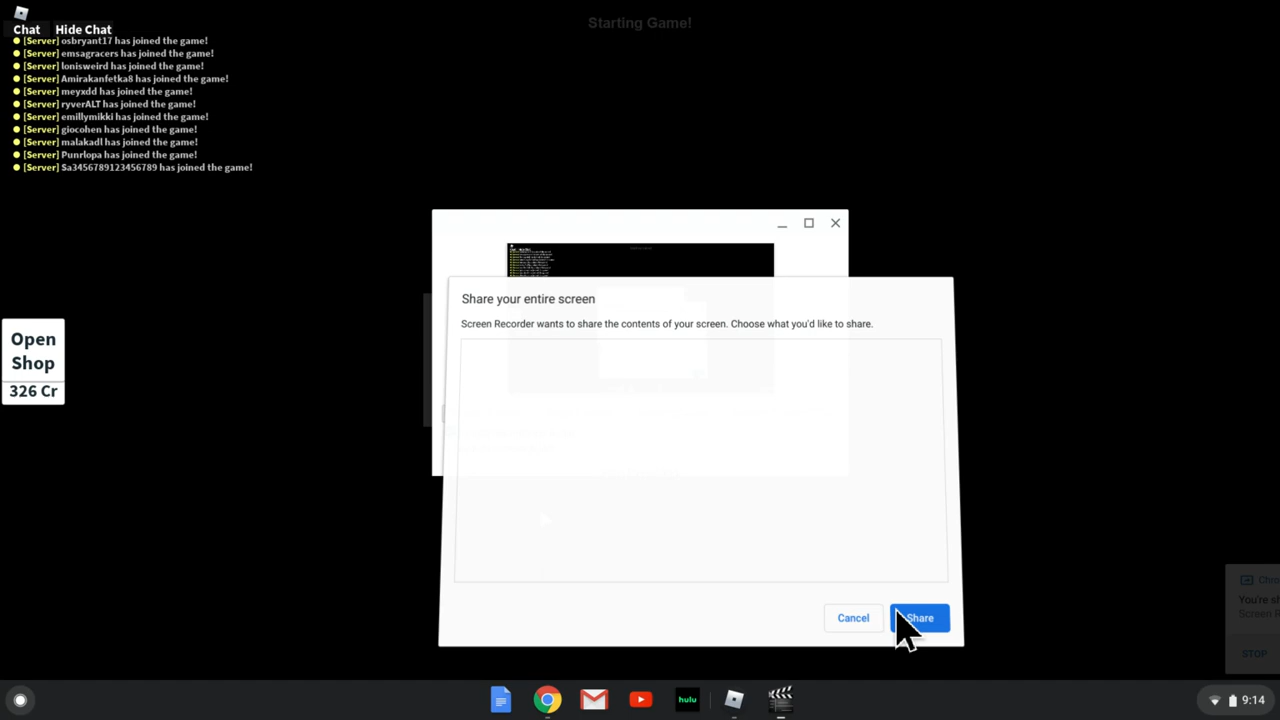 Starting Game!
Chat Hide Chat
[Server] osbryant17 has joined the game!
[Server] emsagracers has joined the game!
[Server] lonisweird has joined the game!
[Server] Amirakanfetka8 has joined the game!
[Server] meyxdd has joined the game!
[Server] ryverALT has joined the game!
[Server] emillymikki has joined the game!
[Server] giocohen has joined the game!
[Server] malakadl has joined the game!
[Server] Punrlopa has joined the game!
[Server] Sa3456789123456789 has joined the game!
Share your entire screen
Screen Recorder wants to share the contents of your screen. Choose what you'd like to share.
Open
Shop
326 Cr
Cancel Share
STOP
hulu
9:14